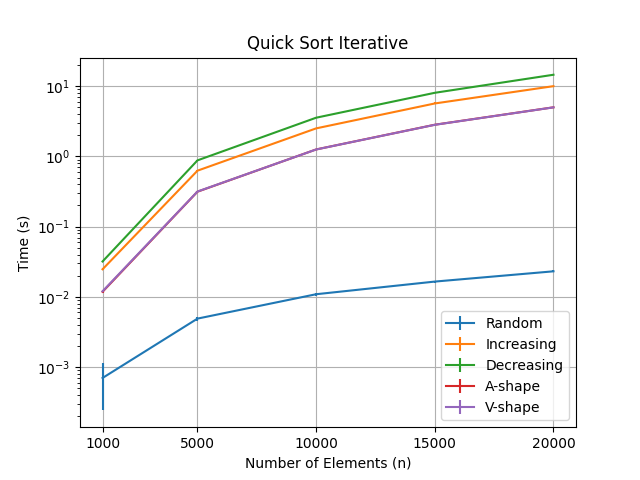 Quick Sort Iterative
Time (s)
10¹
10⁰
10⁻¹
10⁻²
10⁻³
Random
Increasing
Decreasing
A-shape
V-shape
1000 5000 10000 15000 20000
Number of Elements (n)